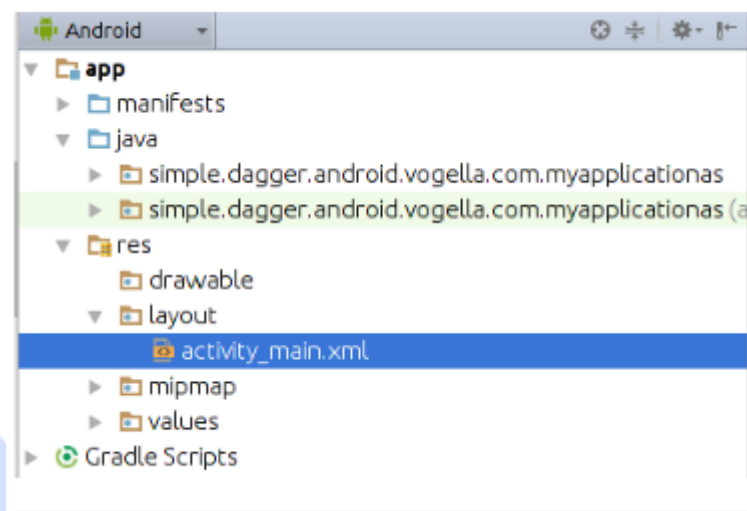 Android
app
manifests
java
simple.dagger.android.vogella.com.myapplicationas
simple.dagger.android.vogella.com.myapplicationas (a
res
drawable
layout
activity_main.xml
mipmap
values
Gradle Scripts